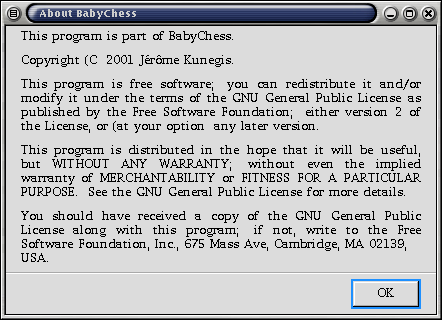 About BabyChess
This program is part of BabyChess.
Copyright (C  2001 Jérôme Kunegis.
This program is free software;  you can redistribute it and/or
modify it under the terms of the GNU General Public License as
published by the Free Software Foundation;  either version 2 of
the License, or (at your option  any later version.
This program is distributed in the hope that it will be useful,
but WITHOUT ANY WARRANTY;  without even the implied
warranty of MERCHANTABILITY or FITNESS FOR A PARTICULAR
PURPOSE.  See the GNU General Public License for more details.
You should have received a copy of the GNU General Public
License along with this program;  if not, write to the Free
Software Foundation, Inc., 675 Mass Ave, Cambridge, MA 02139,
USA.
OK